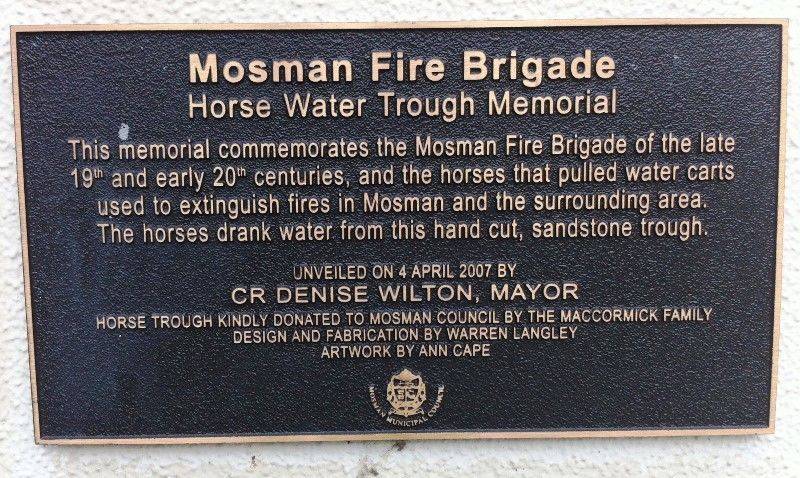 Mosman Fire Brigade
Horse Water Trough Memorial
This memorial commemorates the Mosman Fire Brigade of the late
19th and early 20th centuries, and the horses that pulled water carts
used to extinguish fires in Mosman and the surrounding area.
The horses drank water from this hand cut, sandstone trough.
UNVEILED ON 4 APRIL 2007 BY
CR DENISE WILTON, MAYOR
HORSE TROUGH KINDLY DONATED TO MOSMAN COUNCIL BY THE MACCORMICK FAMILY
DESIGN AND FABRICATION BY WARREN LANGLEY
ARTWORK BY ANN CAPE
MOSMAN MUNICIPAL COUNCIL